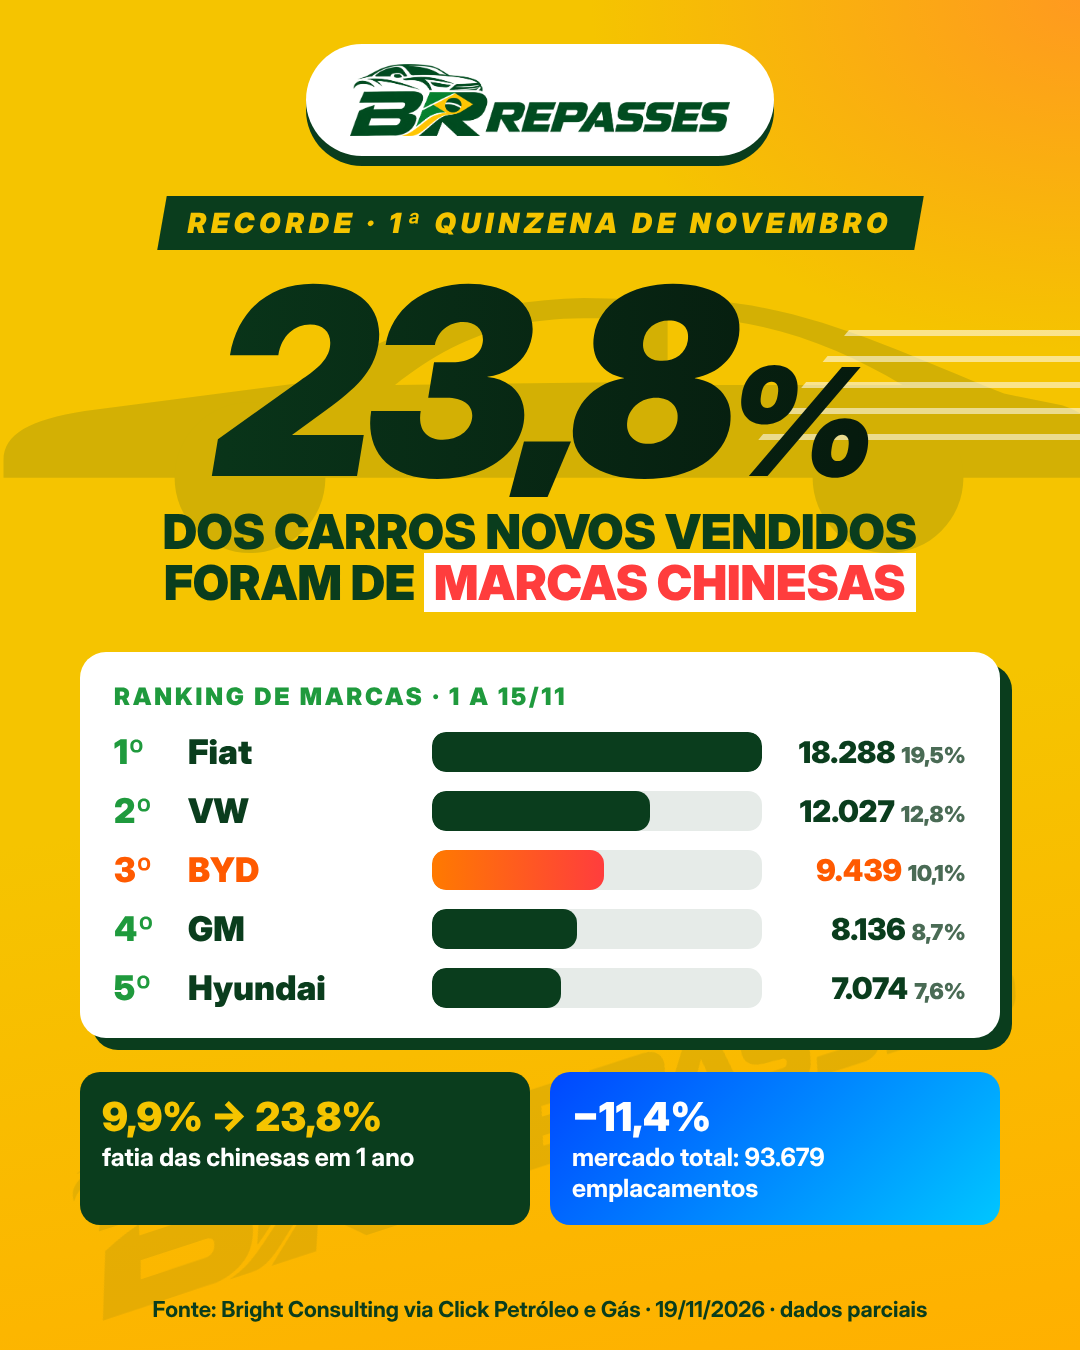 BR REPASSES
RECORDE · 1ª QUINZENA DE NOVEMBRO
23,8%
DOS CARROS NOVOS VENDIDOS
FORAM DE MARCAS CHINESAS
RANKING DE MARCAS · 1 A 15/11
1º Fiat 18.288 19,5%
2º VW 12.027 12,8%
3º BYD 9.439 10,1%
4º GM 8.136 8,7%
5º Hyundai 7.074 7,6%
9,9% → 23,8%
fatia das chinesas em 1 ano
−11,4%
mercado total: 93.679
emplacamentos
Fonte: Bright Consulting via Click Petróleo e Gás · 19/11/2026 · dados parciais